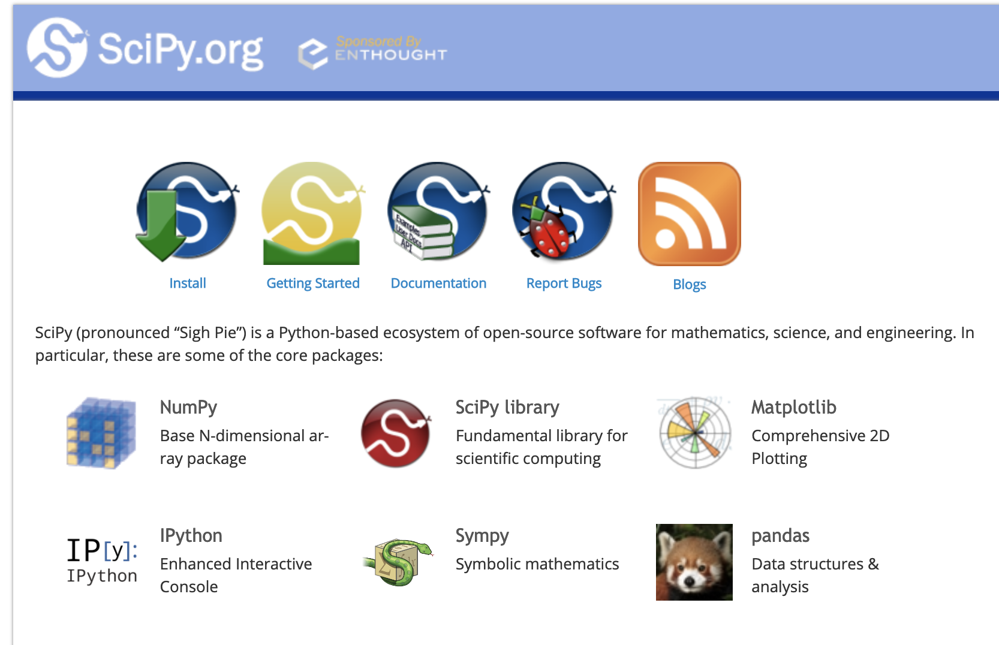 SciPy.org
Sponsored By
ENTHOUGHT
Examples
User Docs
API
Install
Getting Started
Documentation
Report Bugs
Blogs
SciPy (pronounced “Sigh Pie”) is a Python-based ecosystem of open-source software for mathematics, science, and engineering. In
particular, these are some of the core packages:
NumPy
Base N-dimensional ar-
ray package
SciPy library
Fundamental library for
scientific computing
Matplotlib
Comprehensive 2D
Plotting
IP[y]:
IPython
IPython
Enhanced Interactive
Console
Sympy
Symbolic mathematics
pandas
Data structures &
analysis